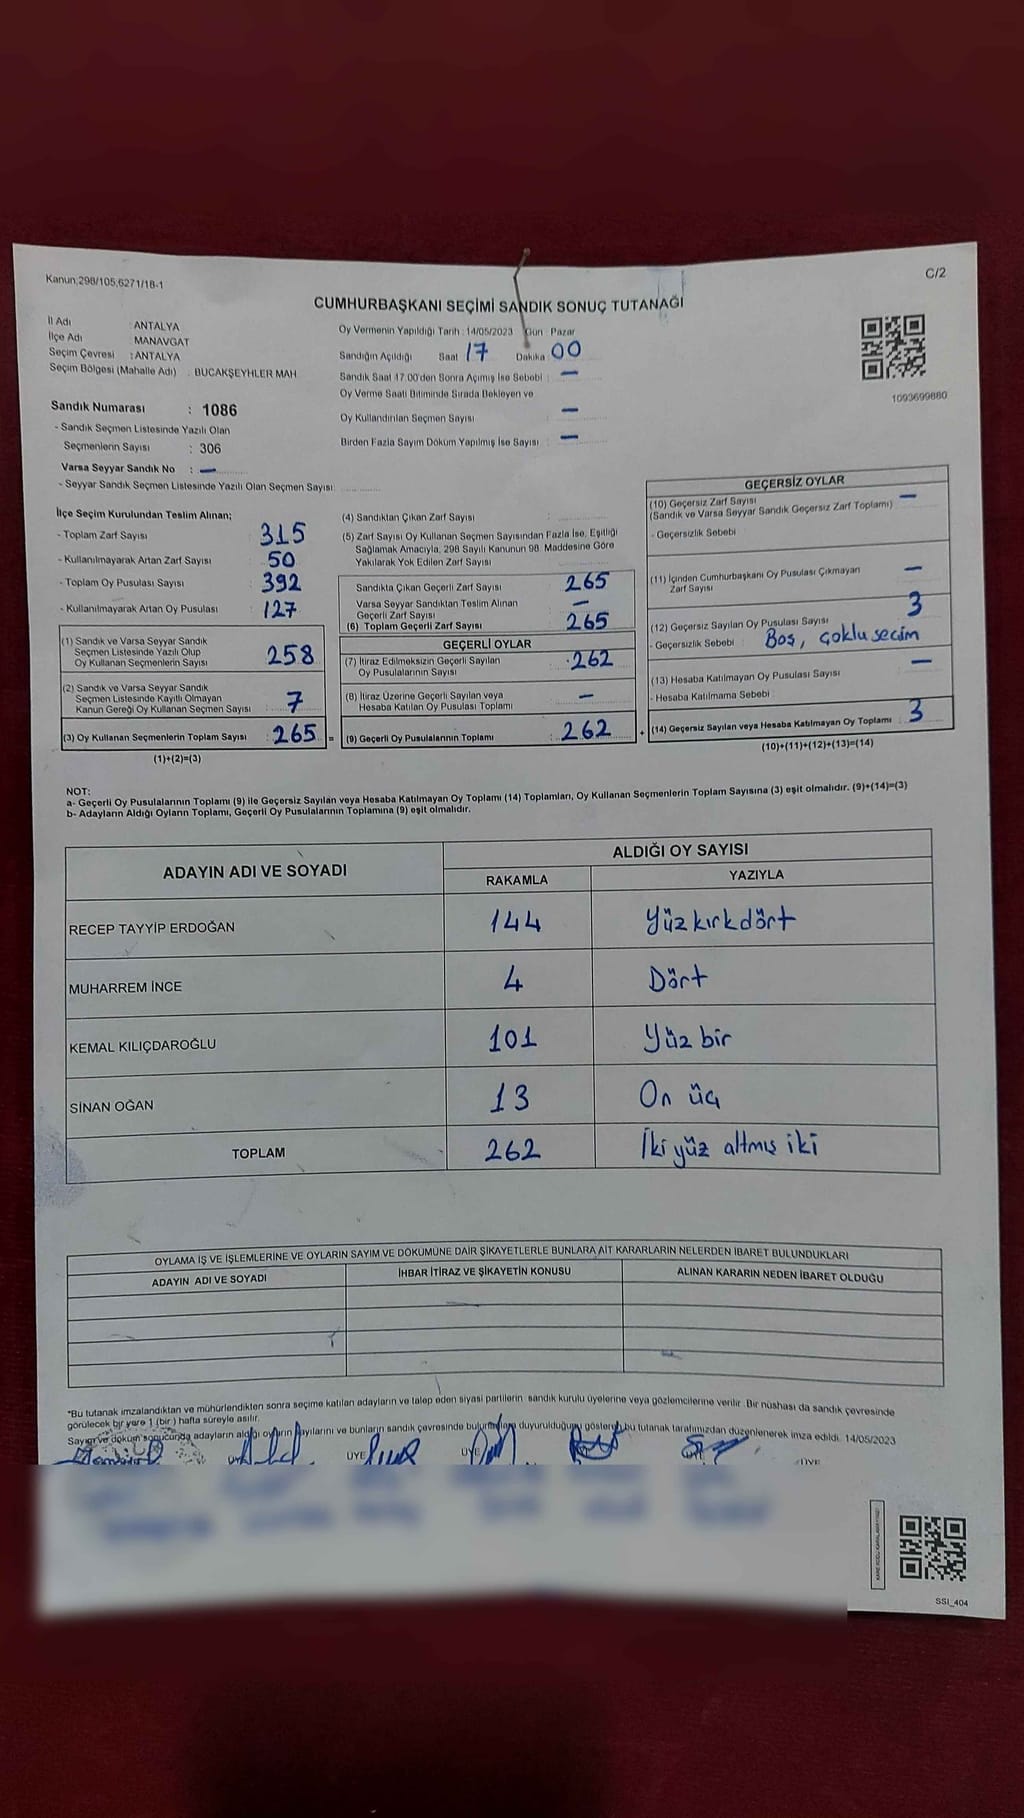 Kanun;298/105;6271/18-1
C/2
CUMHURBAŞKANI SEÇİMİ SANDIK SONUÇ TUTANAĞI
İl Adı : ANTALYA
İlçe Adı : MANAVGAT
Seçim Çevresi : ANTALYA
Seçim Bölgesi (Mahalle Adı) : BUCAKŞEYHLER MAH
Oy Vermenin Yapıldığı Tarih : 14/05/2023 Gün : Pazar
Sandığın Açıldığı Saat 17 Dakika 00
Sandık Saat 17.00'den Sonra Açımış İse Sebebi : —
Oy Verme Saati Bitiminde Sırada Bekleyen ve
Oy Kullandırılan Seçmen Sayısı : —
Birden Fazla Sayım Döküm Yapılmış İse Sayısı : —
1093699880
Sandık Numarası : 1086
- Sandık Seçmen Listesinde Yazılı Olan
Seçmenlerin Sayısı : 306
Varsa Seyyar Sandık No : —
- Seyyar Sandık Seçmen Listesinde Yazılı Olan Seçmen Sayısı:
İlçe Seçim Kurulundan Teslim Alınan;
- Toplam Zarf Sayısı : 315
- Kullanılmayarak Artan Zarf Sayısı : 50
- Toplam Oy Pusulası Sayısı : 392
- Kullanılmayarak Artan Oy Pusulası : 127
(1) Sandık ve Varsa Seyyar Sandık
Seçmen Listesinde Yazılı Olup
Oy Kullanan Seçmenlerin Sayısı : 258
(2) Sandık ve Varsa Seyyar Sandık
Seçmen Listesinde Kayıtlı Olmayan
Kanun Gereği Oy Kullanan Seçmen Sayısı : 7
(3) Oy Kullanan Seçmenlerin Toplam Sayısı : 265 =
(1)+(2)=(3)
(4) Sandıktan Çıkan Zarf Sayısı :
(5) Zarf Sayısı Oy Kullanan Seçmen Sayısından Fazla İse, Eşitliği
Sağlamak Amacıyla, 298 Sayılı Kanunun 98. Maddesine Göre
Yakılarak Yok Edilen Zarf Sayısı :
Sandıkta Çıkan Geçerli Zarf Sayısı : 265
Varsa Seyyar Sandıktan Teslim Alınan
Geçerli Zarf Sayısı : —
(6) Toplam Geçerli Zarf Sayısı : 265
GEÇERLİ OYLAR
(7) İtiraz Edilmeksizin Geçerli Sayılan
Oy Pusulalarının Sayısı : 262
(8) İtiraz Üzerine Geçerli Sayılan veya
Hesaba Katılan Oy Pusulası Toplamı : —
(9) Geçerli Oy Pusulalarının Toplamı : 262 +
GEÇERSİZ OYLAR
(10) Geçersiz Zarf Sayısı : —
(Sandık ve Varsa Seyyar Sandık Geçersiz Zarf Toplamı)
- Geçersizlik Sebebi
(11) İçinden Cumhurbaşkanı Oy Pusulası Çıkmayan
Zarf Sayısı : —
(12) Geçersiz Sayılan Oy Pusulası Sayısı : 3
- Geçersizlik Sebebi : Boş, çoklu seçim
(13) Hesaba Katılmayan Oy Pusulası Sayısı : —
- Hesaba Katılmama Sebebi :
(14) Geçersiz Sayılan veya Hesaba Katılmayan Oy Toplamı : 3
(10)+(11)+(12)+(13)=(14)
NOT:
a- Geçerli Oy Pusulalarının Toplamı (9) ile Geçersiz Sayılan veya Hesaba Katılmayan Oy Toplamı (14) Toplamları, Oy Kullanan Seçmenlerin Toplam Sayısına (3) eşit olmalıdır. (9)+(14)=(3)
b- Adayların Aldığı Oyların Toplamı, Geçerli Oy Pusulalarının Toplamına (9) eşit olmalıdır.
ADAYIN ADI VE SOYADI
ALDIĞI OY SAYISI
RAKAMLA YAZIYLA
RECEP TAYYİP ERDOĞAN 144 Yüzkırkdört
MUHARREM İNCE 4 Dört
KEMAL KILIÇDAROĞLU 101 Yüz bir
SİNAN OĞAN 13 On üç
TOPLAM 262 İki yüz altmış iki
OYLAMA İŞ VE İŞLEMLERİNE VE OYLARIN SAYIM VE DÖKÜMÜNE DAİR ŞİKAYETLERLE BUNLARA AİT KARARLARIN NELERDEN İBARET BULUNDUKLARI
ADAYIN ADI VE SOYADI İHBAR İTİRAZ VE ŞİKAYETİN KONUSU ALINAN KARARIN NEDEN İBARET OLDUĞU
*Bu tutanak imzalandıktan ve mühürlendikten sonra seçime katılan adayların ve talep eden siyasi partilerin sandık kurulu üyelerine veya gözlemcilerine verilir. Bir nüshası da sandık çevresinde
görülecek bir yere 1 (bir) hafta süreyle asılır.
Sayım ve döküm sonucunda adayların aldığı oyların sayılarını ve bunların sandık çevresinde duyurulduğunu gösteren bu tutanak tarafımızdan düzenlenerek imza edildi. 14/05/2023
ÜYE ÜYE ÜYE
SSI_404